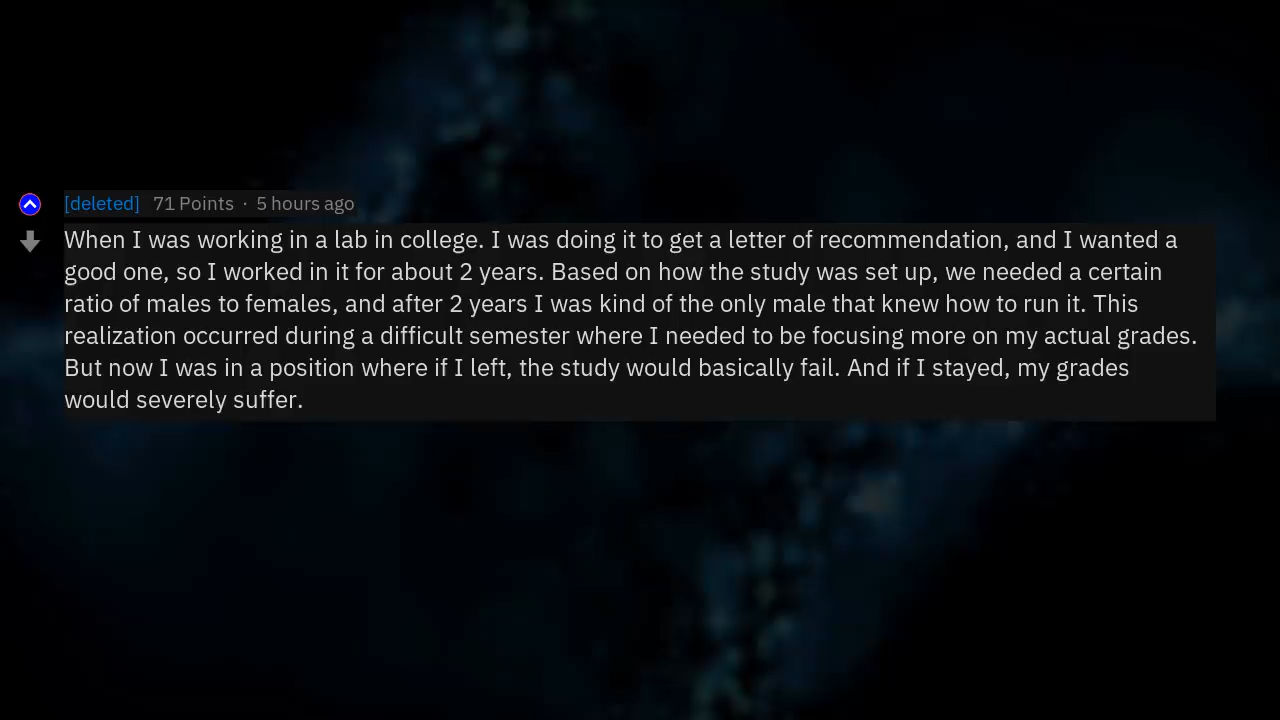 [deleted] 71 Points · 5 hours ago
When I was working in a lab in college. I was doing it to get a letter of recommendation, and I wanted a
good one, so I worked in it for about 2 years. Based on how the study was set up, we needed a certain
ratio of males to females, and after 2 years I was kind of the only male that knew how to run it. This
realization occurred during a difficult semester where I needed to be focusing more on my actual grades.
But now I was in a position where if I left, the study would basically fail. And if I stayed, my grades
would severely suffer.